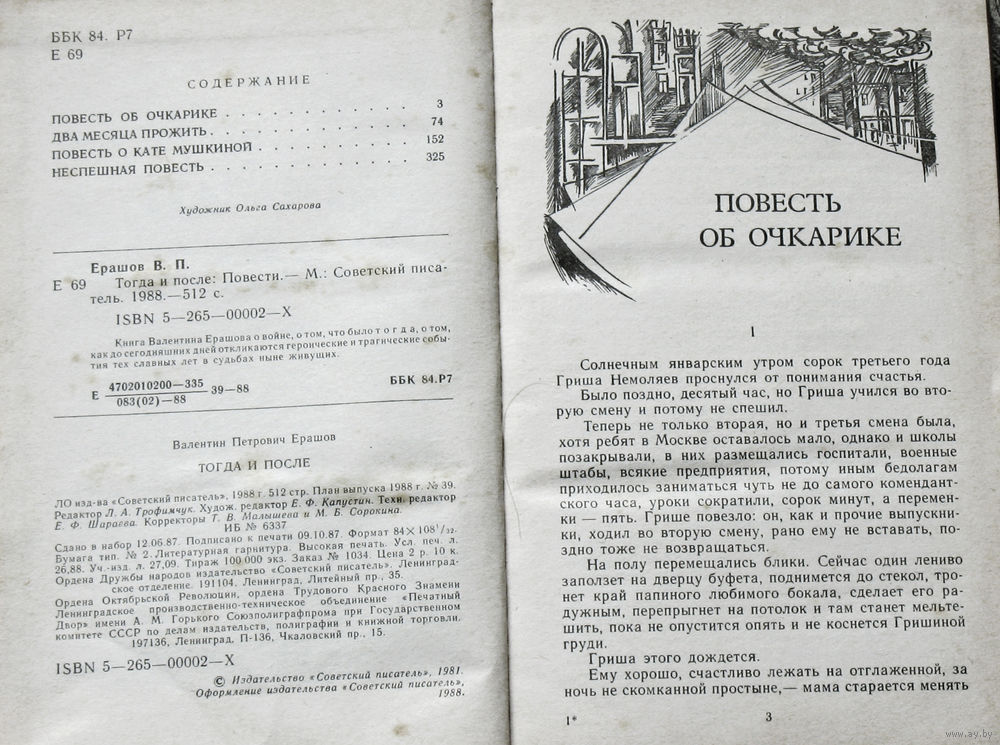 ББК 84. Р7
Е 69
СОДЕРЖАНИЕ
ПОВЕСТЬ ОБ ОЧКАРИКЕ . . . . . . . . . . . 3
ДВА МЕСЯЦА ПРОЖИТЬ . . . . . . . . . . . 74
ПОВЕСТЬ О КАТЕ МУШКИНОЙ . . . . . . . . . 152
НЕСПЕШНАЯ ПОВЕСТЬ . . . . . . . . . . . . 325
Художник Ольга Сахарова
Ерашов В. П.
Е 69 Тогда и после: Повести.— М.: Советский писа-
тель. 1988.—512 с.
ISBN 5—265—00002—X
Книга Валентина Ерашова о войне, о том, что было тогда, о том,
как до сегодняшних дней откликаются героические и трагические собы-
тия тех славных лет в судьбах ныне живущих.
Е 4702010200—335 39—88 ББК 84.Р7
083(02)—88
Валентин Петрович Ерашов
ТОГДА И ПОСЛЕ
ЛО изд-ва «Советский писатель», 1988 г. 512 стр. План выпуска 1988 г. № 39.
Редактор Л. А. Трофимчук. Худож. редактор Е. Ф. Капустин. Техн. редактор
Е. Ф. Шараева. Корректоры Т. В. Малышева и М. Б. Сорокина.
ИБ № 6337
Сдано в набор 12.06.87. Подписано к печати 09.10.87. Формат 84×108¹/₃₂.
Бумага тип. № 2. Литературная гарнитура. Высокая печать. Усл. печ. л.
26,88. Уч.-изд. л. 27,09. Тираж 100 000 экз. Заказ № 1034. Цена 2 р. 10 к.
Ордена Дружбы народов издательство «Советский писатель». Ленинград-
ское отделение. 191104, Ленинград, Литейный пр., 35.
Ордена Октябрьской Революции, ордена Трудового Красного Знамени
Ленинградское производственно-техническое объединение «Печатный
Двор» имени А. М. Горького Союзполиграфпрома при Государственном
комитете СССР по делам издательств, полиграфии и книжной торговли.
197136, Ленинград, П-136, Чкаловский пр., 15.
ISBN 5—265—00002—X
© Издательство «Советский писатель», 1981.
Оформление издательства «Советский писатель»,
1988.
ПОВЕСТЬ
ОБ ОЧКАРИКЕ
1
Солнечным январским утром сорок третьего года
Гриша Немоляев проснулся от понимания счастья.
Было поздно, десятый час, но Гриша учился во вто-
рую смену и потому не спешил.
Теперь не только вторая, но и третья смена была,
хотя ребят в Москве оставалось мало, однако и школы
позакрывали, в них размещались госпитали, военные
штабы, всякие предприятия, потому иным бедолагам
приходилось заниматься чуть не до самого комендант-
ского часа, уроки сократили, сорок минут, а перемен-
ки — пять. Грише повезло: он, как и прочие выпускни-
ки, ходил во вторую смену, рано ему не вставать, по-
здно тоже не возвращаться.
На полу перемещались блики. Сейчас один лениво
заползет на дверцу буфета, поднимется до стекол, тро-
нет край папиного любимого бокала, сделает его ра-
дужным, перепрыгнет на потолок и там станет мельте-
шить, пока не опустится опять и не коснется Гришиной
груди.
Гриша этого дождется.
Ему хорошо, счастливо лежать на отглаженной, за
ночь не скомканной простыне,— мама старается менять
1* 3
www.ay.by